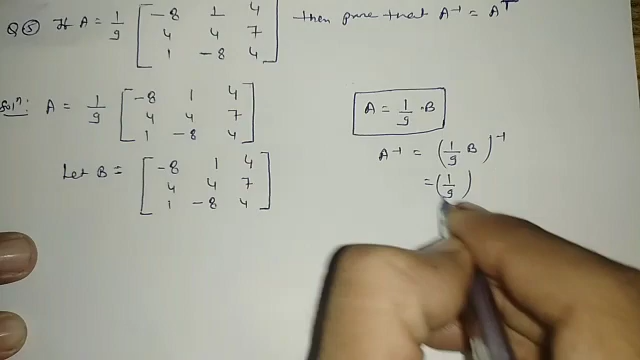 Q⑤ If A = 1/9 [ -8 1 4
4 4 7
1 -8 4 ] then prove that A⁻¹ = Aᵀ
Solⁿ: A = 1/9 [ -8 1 4
4 4 7
1 -8 4 ]
Let B = [ -8 1 4
4 4 7
1 -8 4 ]
A = 1/9 · B
A⁻¹ = (1/9 B)⁻¹
= (1/9)